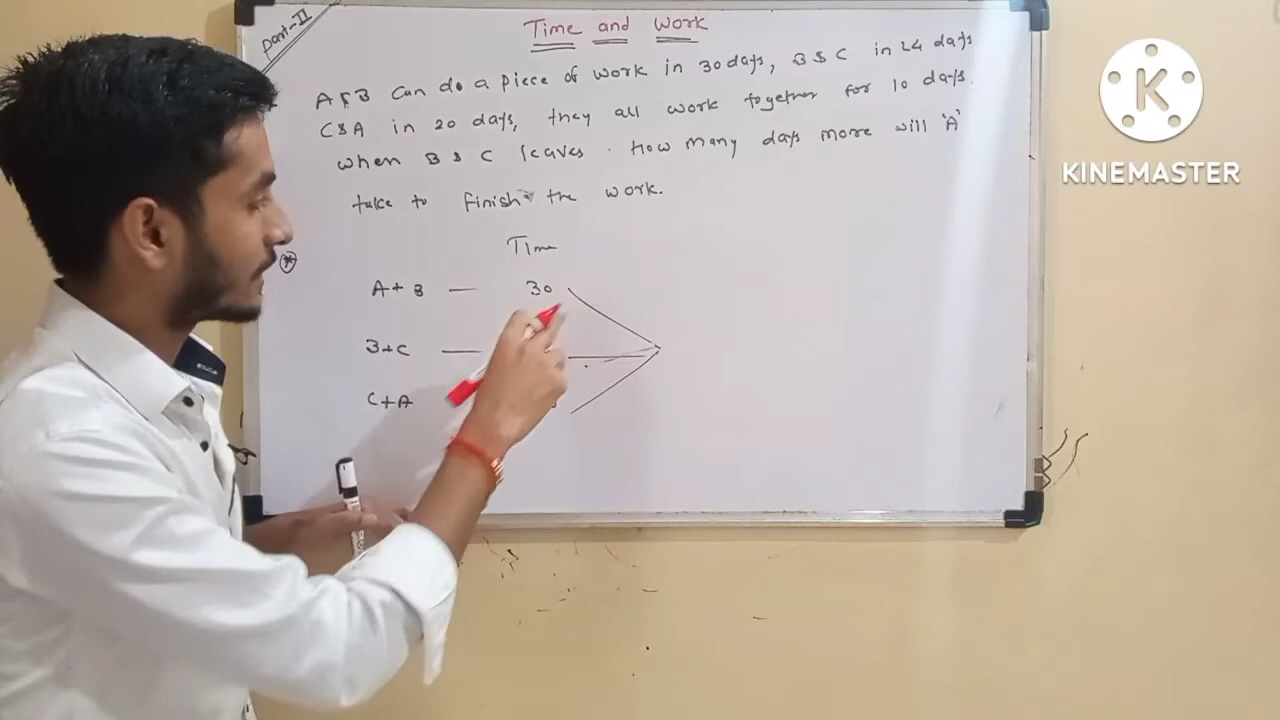 Part-II
Time and Work
A & B Can do a piece of work in 30 days, B & C in 24 days
C & A in 20 days, they all work together for 10 days.
when B & C leaves. How many days more will 'A'
take to finish the work.
Time
A+B — 30
B+C —
C+A
K
KINEMASTER